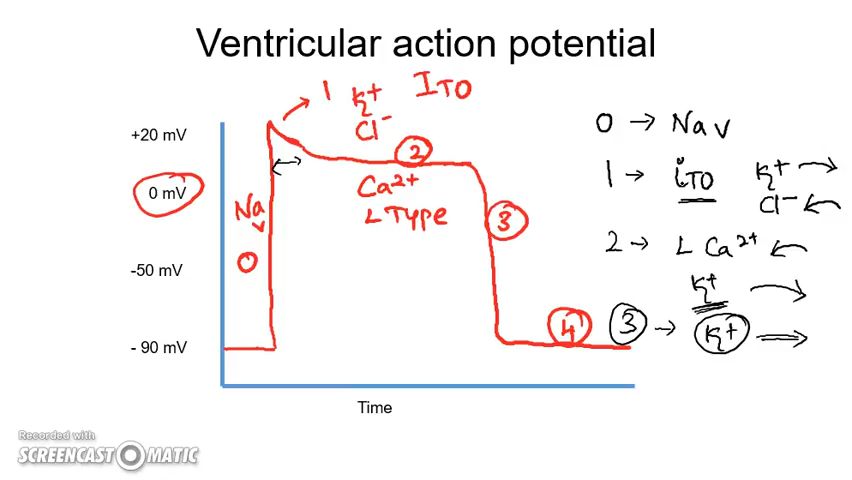 Ventricular action potential
1 K+ ITO
Cl-
+20 mV
0 mV
-50 mV
- 90 mV
Na
v
0
2
Ca2+
L Type
3
4
Time
0 → Nav
1 → iTO K+ →
Cl- ←
2 → L Ca2+ ←
K+ →
3 → K+ ⇒
Recorded with
SCREENCAST-O-MATIC